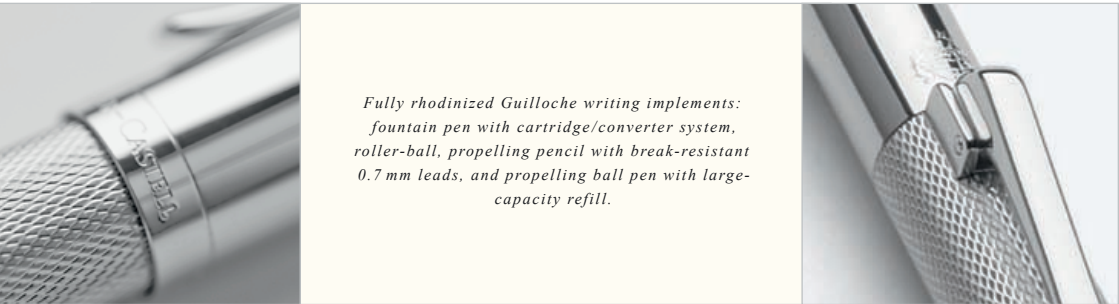 CASTELL
Fully rhodinized Guilloche writing implements:
fountain pen with cartridge/converter system,
roller-ball, propelling pencil with break-resistant
0.7 mm leads, and propelling ball pen with large-
capacity refill.